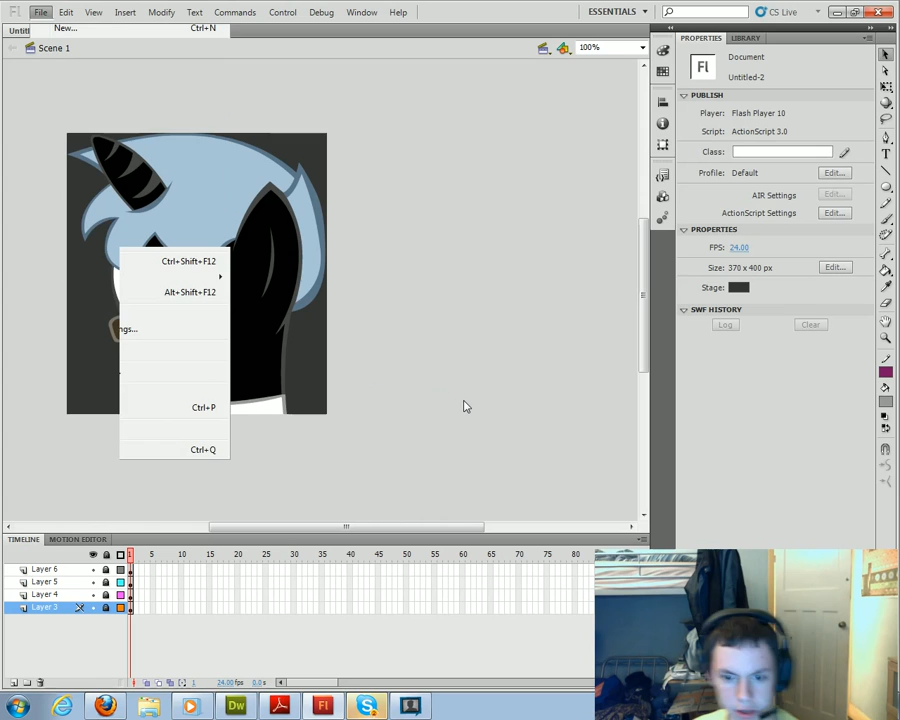 Fl File Edit View Insert Modify Text Commands Control Debug Window Help ESSENTIALS CS Live
New... Ctrl+N
Scene 1 100%
PROPERTIES LIBRARY
Fl Document
Untitled-2
PUBLISH
Player: Flash Player 10
Script: ActionScript 3.0
Class:
Profile: Default Edit...
AIR Settings Edit...
ActionScript Settings Edit...
PROPERTIES
FPS: 24.00
Size: 370 x 400 px Edit...
Stage:
SWF HISTORY
Log Clear
Ctrl+Shift+F12
Alt+Shift+F12
ngs...
Ctrl+P
Ctrl+Q
TIMELINE MOTION EDITOR
1 5 10 15 20 25 30 35 40 45 50 55 60 65 70 75 80
Layer 6
Layer 5
Layer 4
Layer 3
1 24.00 fps 0.0 s
Dw Fl